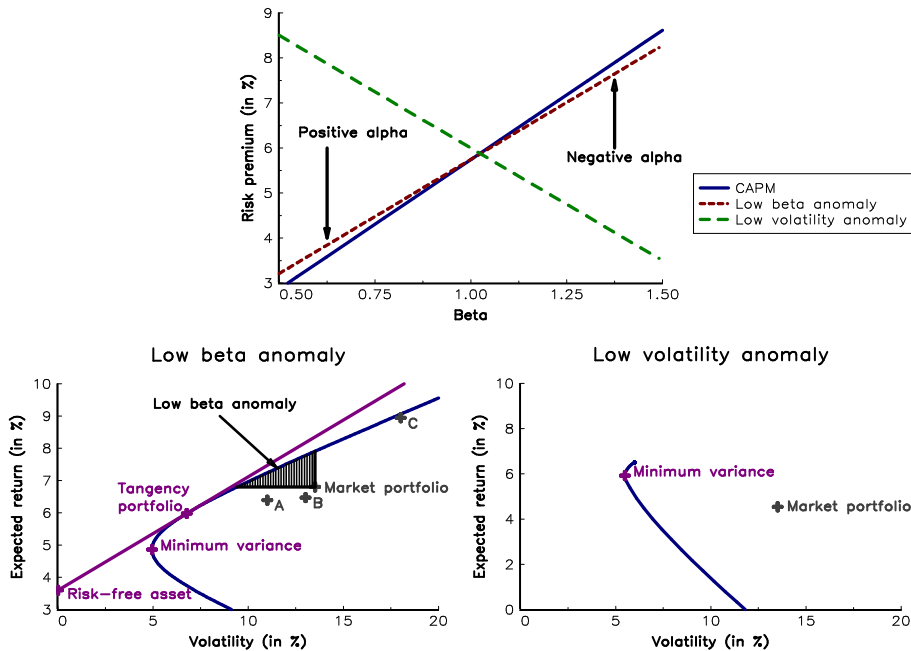 Risk premium (in %)
9
8
7
6
5
4
3
Positive alpha
Negative alpha
0.50
0.75
1.00
1.25
1.50
Beta
CAPM
Low beta anomaly
Low volatility anomaly
Low beta anomaly
Expected return (in %)
10
9
8
7
6
5
4
3
Low beta anomaly
C
Market portfolio
A
B
Tangency
portfolio
Minimum variance
Risk-free asset
0
5
10
15
20
Volatility (in %)
Low volatility anomaly
Expected return (in %)
10
8
6
4
2
0
Minimum variance
Market portfolio
0
5
10
15
20
Volatility (in %)